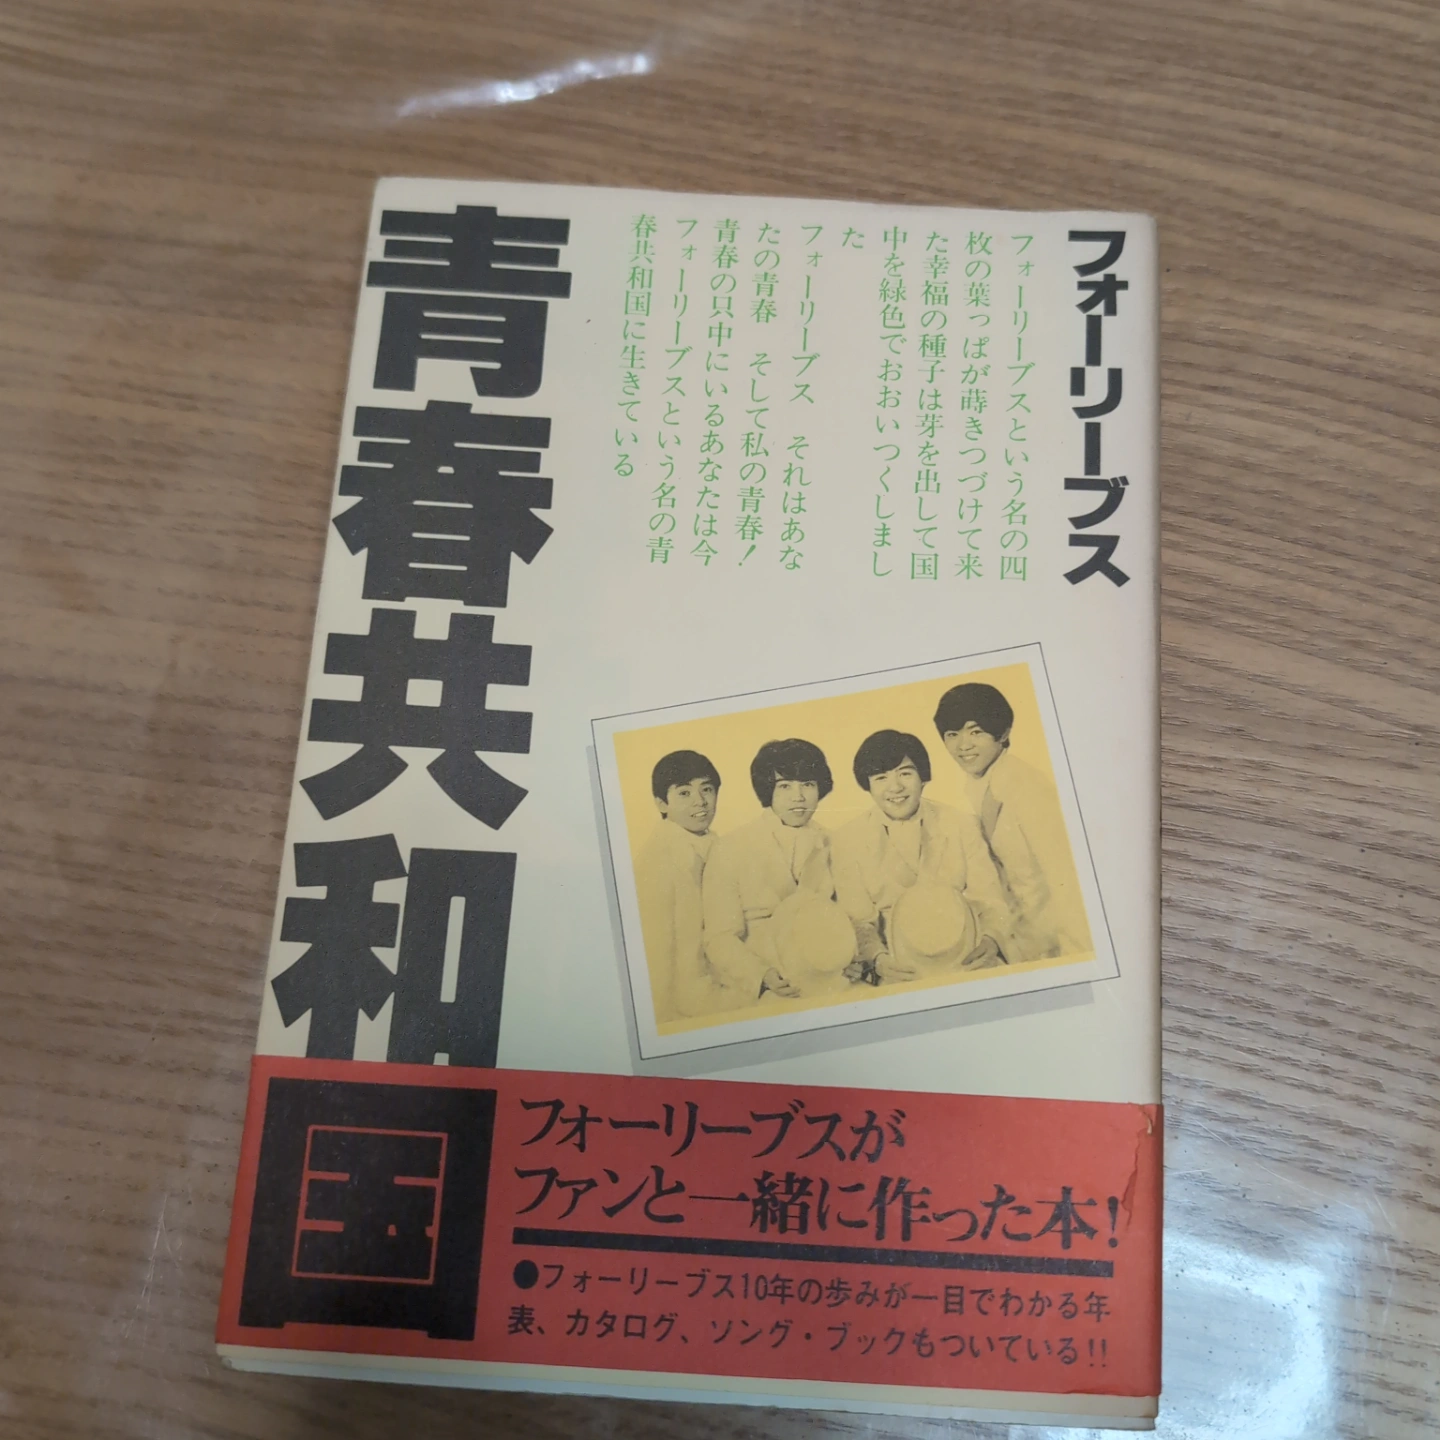 フォーリーブス
フォーリーブスという名の四
枚の葉っぱが蒔きつづけて来
た幸福の種子は芽を出して国
中を緑色でおおいつくしまし
た
フォーリーブス　それはあな
たの青春　そして私の青春！
青春の只中にいるあなたは今
フォーリーブスという名の青
春共和国に生きている
青春共和国
フォーリーブスが
ファンと一緒に作った本！
●フォーリーブス10年の歩みが一目でわかる年
表、カタログ、ソング・ブックもついている!!